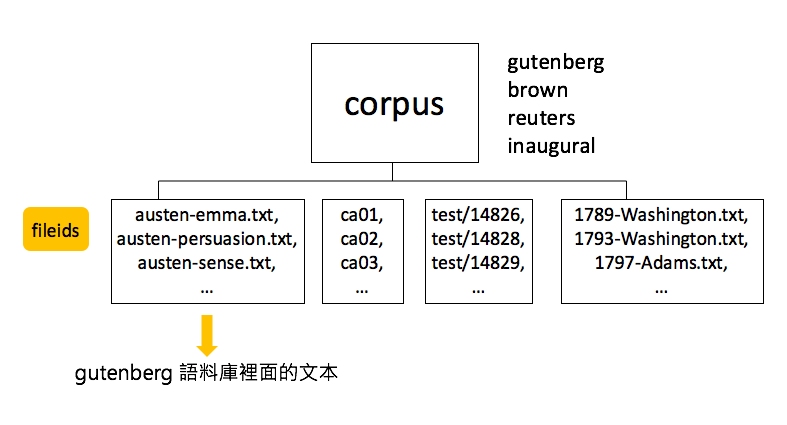 corpus
gutenberg
brown
reuters
inaugural
fileids
austen-emma.txt,
austen-persuasion.txt,
austen-sense.txt,
...
ca01,
ca02,
ca03,
...
test/14826,
test/14828,
test/14829,
...
1789-Washington.txt,
1793-Washington.txt,
1797-Adams.txt,
...
gutenberg 語料庫裡面的文本